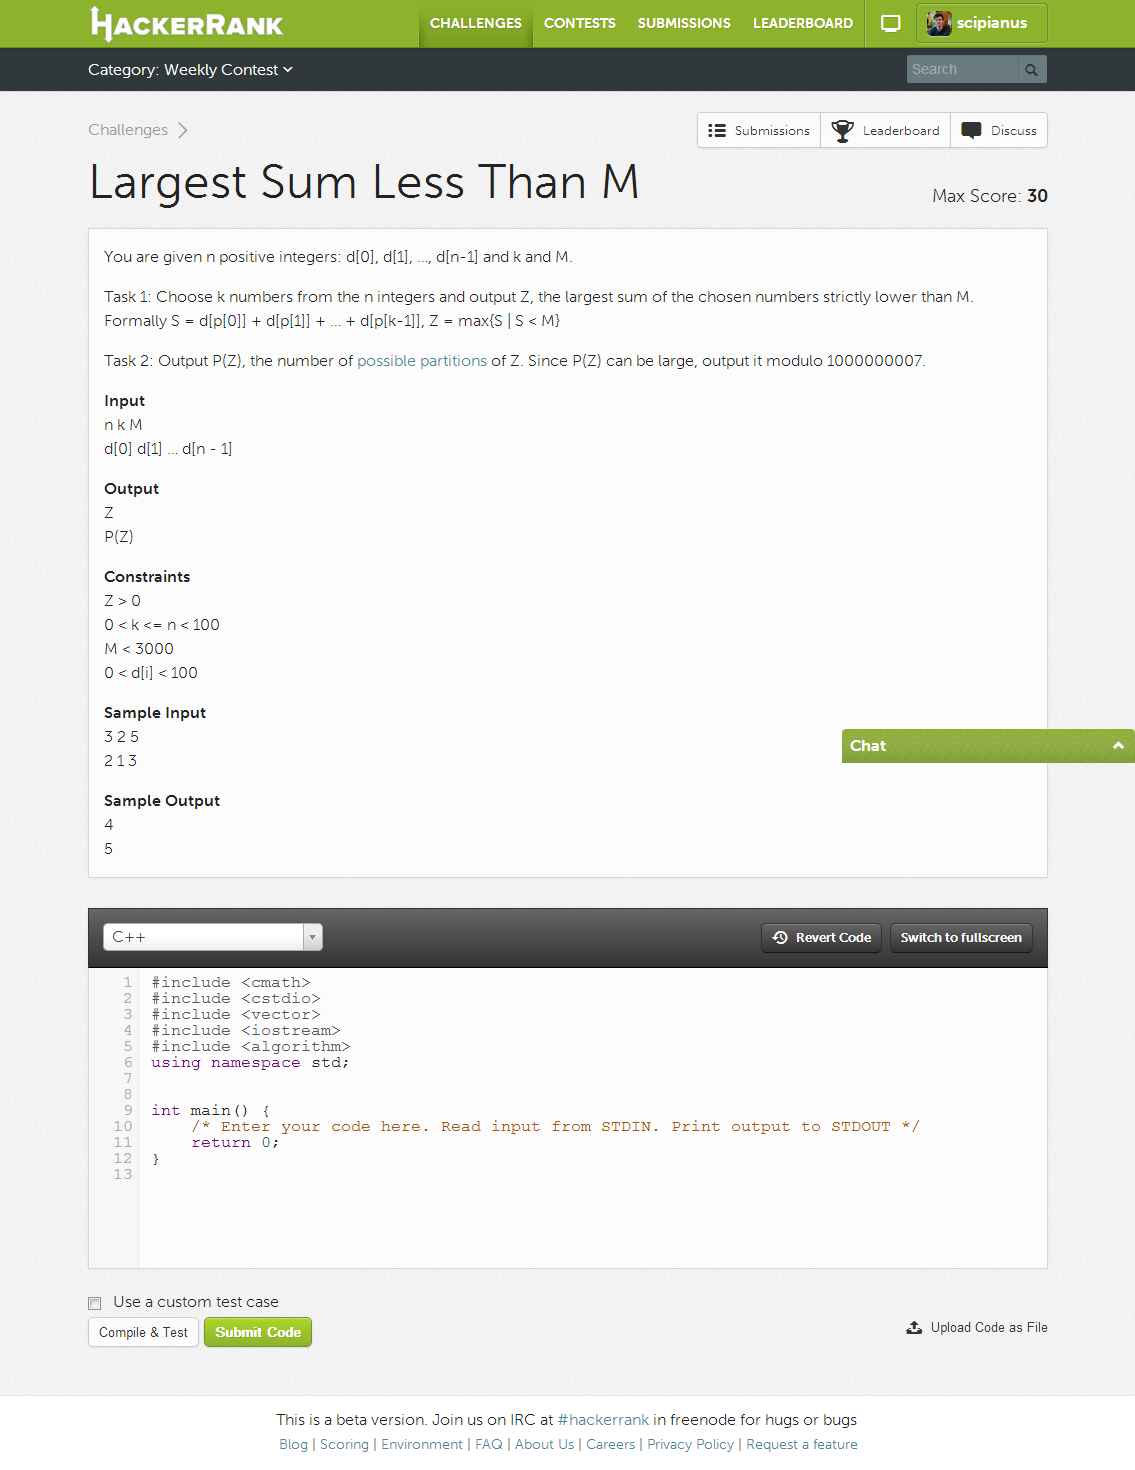 HACKERRANK
CHALLENGES CONTESTS SUBMISSIONS LEADERBOARD scipianus
Category: Weekly Contest Search
Challenges Submissions Leaderboard Discuss
Largest Sum Less Than M
Max Score: 30
You are given n positive integers: d[0], d[1], ..., d[n-1] and k and M.
Task 1: Choose k numbers from the n integers and output Z, the largest sum of the chosen numbers strictly lower than M.
Formally S = d[p[0]] + d[p[1]] + ... + d[p[k-1]], Z = max{S | S < M}
Task 2: Output P(Z), the number of possible partitions of Z. Since P(Z) can be large, output it modulo 1000000007.
Input
n k M
d[0] d[1] ... d[n - 1]
Output
Z
P(Z)
Constraints
Z > 0
0 < k <= n < 100
M < 3000
0 < d[i] < 100
Sample Input
3 2 5
2 1 3
Chat
Sample Output
4
5
C++ Revert Code Switch to fullscreen
1 #include <cmath>
2 #include <cstdio>
3 #include <vector>
4 #include <iostream>
5 #include <algorithm>
6 using namespace std;
7
8
9 int main() {
10 /* Enter your code here. Read input from STDIN. Print output to STDOUT */
11 return 0;
12 }
13
Use a custom test case
Compile & Test Submit Code Upload Code as File
This is a beta version. Join us on IRC at #hackerrank in freenode for hugs or bugs
Blog | Scoring | Environment | FAQ | About Us | Careers | Privacy Policy | Request a feature